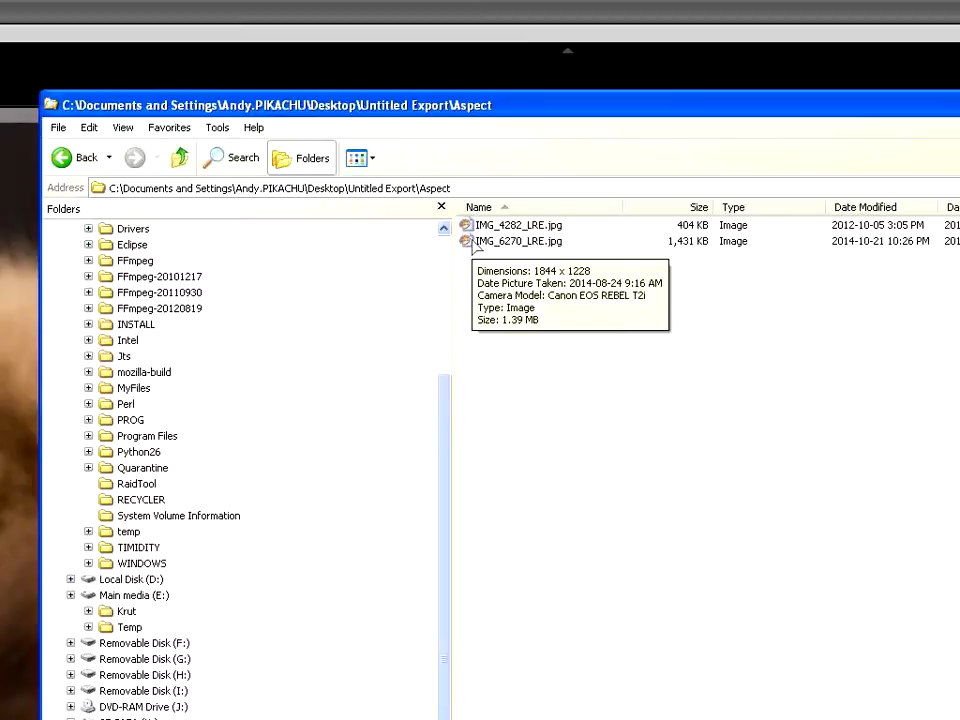 C:\Documents and Settings\Andy.PIKACHU\Desktop\Untitled Export\Aspect
File Edit View Favorites Tools Help
Back Search Folders
Address C:\Documents and Settings\Andy.PIKACHU\Desktop\Untitled Export\Aspect
Folders
Drivers
Eclipse
FFmpeg
FFmpeg-20101217
FFmpeg-20110930
FFmpeg-20120819
INSTALL
Intel
Jts
mozilla-build
MyFiles
Perl
PROG
Program Files
Python26
Quarantine
RaidTool
RECYCLER
System Volume Information
temp
TIMIDITY
WINDOWS
Local Disk (D:)
Main media (E:)
Krut
Temp
Removable Disk (F:)
Removable Disk (G:)
Removable Disk (H:)
Removable Disk (I:)
DVD-RAM Drive (J:)
Name Size Type Date Modified Da
IMG_4282_LRE.jpg 404 KB Image 2012-10-05 3:05 PM 201
IMG_6270_LRE.jpg 1,431 KB Image 2014-10-21 10:26 PM 201
Dimensions: 1844 x 1228
Date Picture Taken: 2014-08-24 9:16 AM
Camera Model: Canon EOS REBEL T2i
Type: Image
Size: 1.39 MB